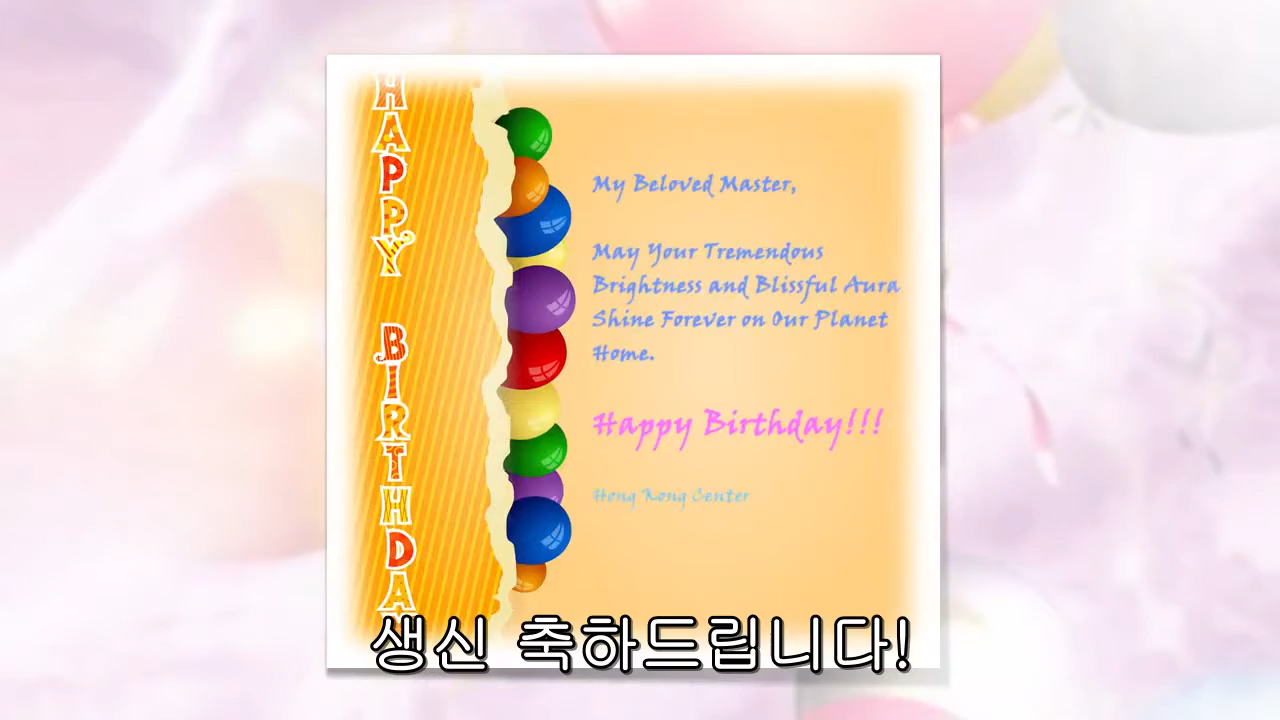 HAPPY BIRTHDA
My Beloved Master,
May Your Tremendous
Brightness and Blissful Aura
Shine Forever on Our Planet
Home.
Happy Birthday!!!
Hong Kong Center
생신 축하드립니다!